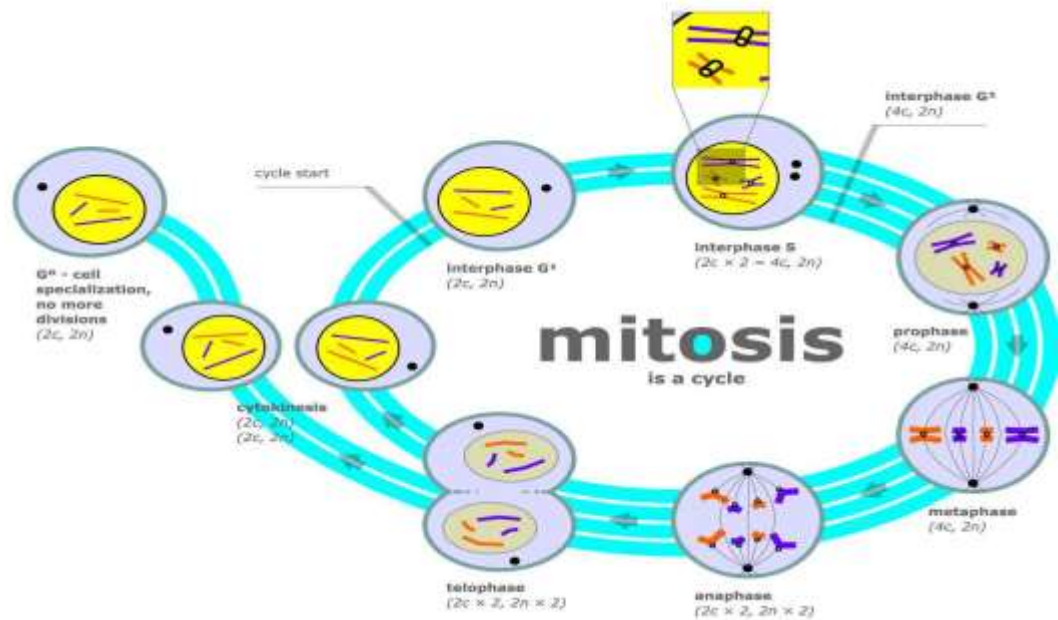 interphase G²
(4c, 2n)
cycle start
G⁰ - cell
specialization,
no more
divisions
(2c, 2n)
interphase G¹
(2c, 2n)
interphase S
(2c × 2 = 4c, 2n)
prophase
(4c, 2n)
mitosis
is a cycle
cytokinesis
(2c, 2n)
(2c, 2n)
metaphase
(4c, 2n)
telophase
(2c × 2, 2n × 2)
anaphase
(2c × 2, 2n × 2)